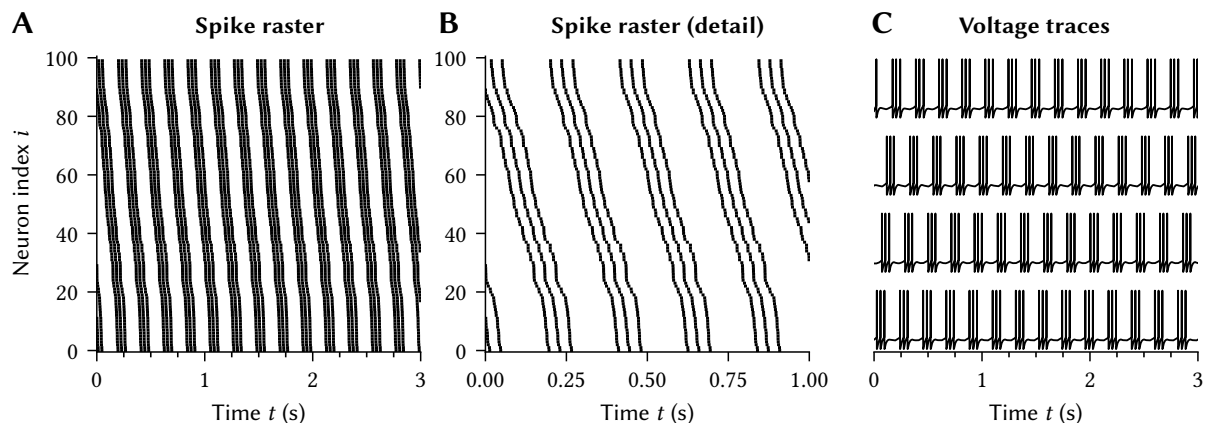 A Spike raster
B Spike raster (detail)
C Voltage traces
Neuron index i
100
80
60
40
20
0
0 1 2 3
Time t (s)
100
80
60
40
20
0
0.00 0.25 0.50 0.75 1.00
Time t (s)
0 1 2 3
Time t (s)